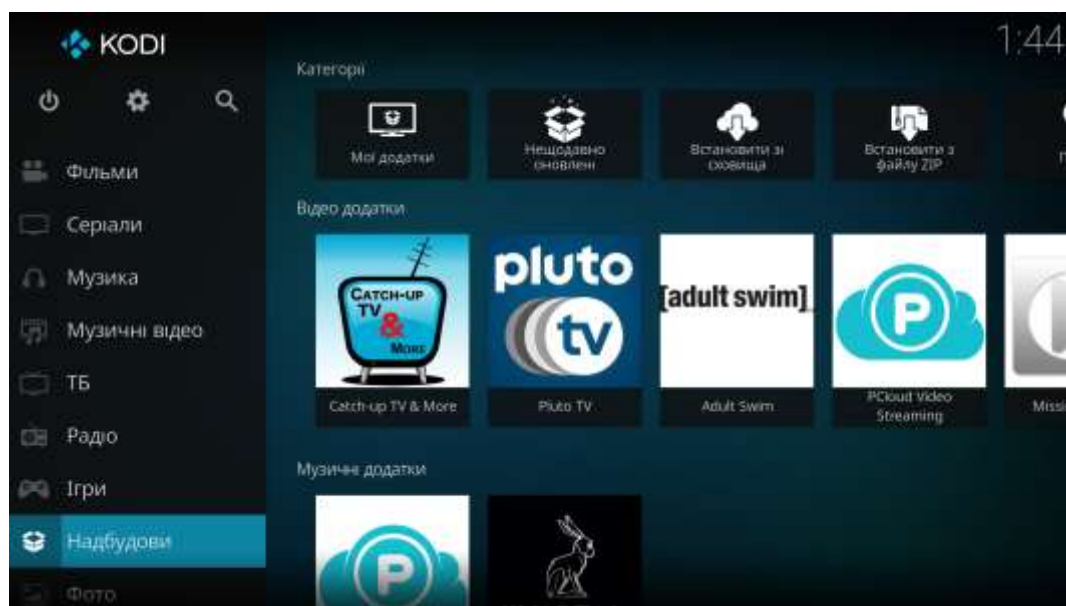 KODI
1:44
Фільми
Серіали
Музика
Музичні відео
ТБ
Радіо
Ігри
Надбудови
Фото
Категорії
Мої додатки
Нещодавно
оновлені
Встановити зі
сховища
Встановити з
файлу ZIP
Відео додатки
CATCH-UP
TV
&
MORE
Catch-up TV & More
pluto
tv
Pluto TV
[adult swim]
Adult Swim
P
PCloud Video
Streaming
Музичні додатки
P